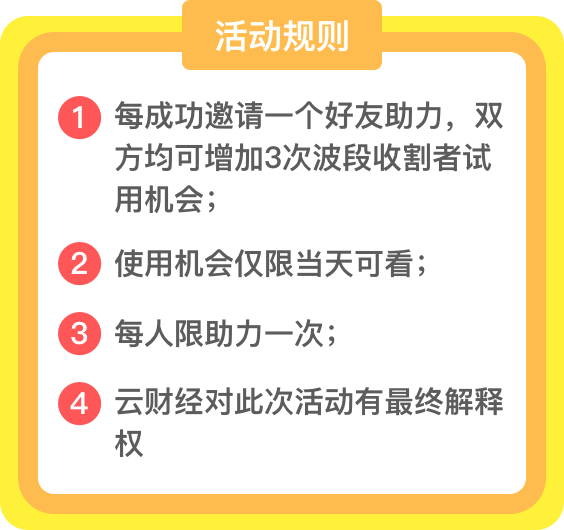 活动规则
1 每成功邀请一个好友助力，双
方均可增加3次波段收割者试
用机会；
2 使用机会仅限当天可看；
3 每人限助力一次；
4 云财经对此次活动有最终解释
权